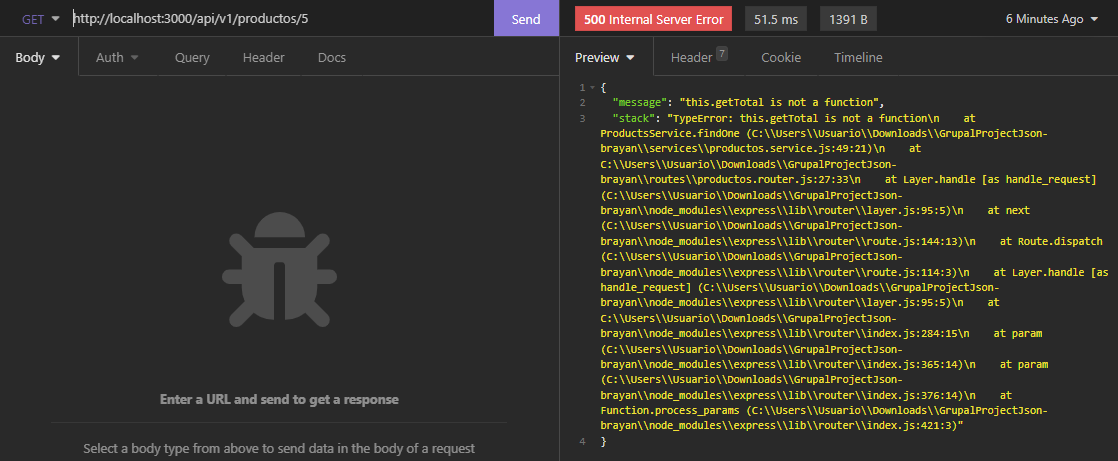 GET http://localhost:3000/api/v1/productos/5 Send
500 Internal Server Error 51.5 ms 1391 B 6 Minutes Ago
Body Auth Query Header Docs
Preview Header 7 Cookie Timeline
1 {
2 "message": "this.getTotal is not a function",
3 "stack": "TypeError: this.getTotal is not a function\n    at
ProductsService.findOne (C:\\Users\\Usuario\\Downloads\\GrupalProjectJson-
brayan\\services\\productos.service.js:49:21)\n    at
C:\\Users\\Usuario\\Downloads\\GrupalProjectJson-
brayan\\routes\\productos.router.js:27:33\n    at Layer.handle [as handle_request]
(C:\\Users\\Usuario\\Downloads\\GrupalProjectJson-
brayan\\node_modules\\express\\lib\\router\\layer.js:95:5)\n    at next
(C:\\Users\\Usuario\\Downloads\\GrupalProjectJson-
brayan\\node_modules\\express\\lib\\router\\route.js:144:13)\n    at Route.dispatch
(C:\\Users\\Usuario\\Downloads\\GrupalProjectJson-
brayan\\node_modules\\express\\lib\\router\\route.js:114:3)\n    at Layer.handle [as
handle_request] (C:\\Users\\Usuario\\Downloads\\GrupalProjectJson-
brayan\\node_modules\\express\\lib\\router\\layer.js:95:5)\n    at
C:\\Users\\Usuario\\Downloads\\GrupalProjectJson-
brayan\\node_modules\\express\\lib\\router\\index.js:284:15\n    at param
(C:\\Users\\Usuario\\Downloads\\GrupalProjectJson-
brayan\\node_modules\\express\\lib\\router\\index.js:365:14)\n    at param
(C:\\Users\\Usuario\\Downloads\\GrupalProjectJson-
brayan\\node_modules\\express\\lib\\router\\index.js:376:14)\n    at
Function.process_params (C:\\Users\\Usuario\\Downloads\\GrupalProjectJson-
brayan\\node_modules\\express\\lib\\router\\index.js:421:3)"
4 }
Enter a URL and send to get a response
Select a body type from above to send data in the body of a request